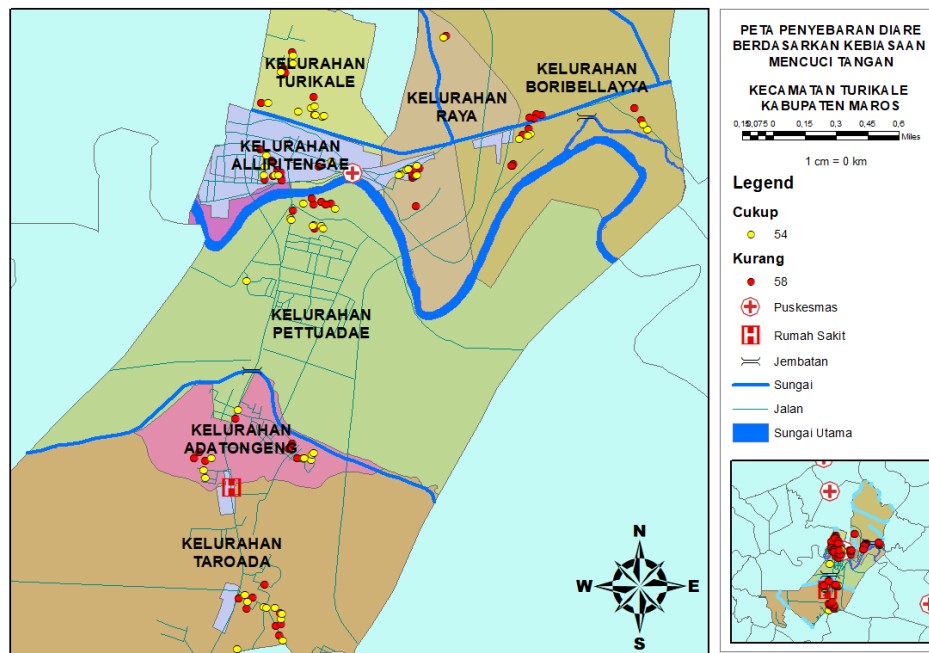 KELURAHAN
TURIKALE
KELURAHAN
RAYA
KELURAHAN
BORIBELLAYYA
KELURAHAN
ALLIRITENGAE
KELURAHAN
PETTUADAE
KELURAHAN
ADATONGENG
H
KELURAHAN
TAROADA
N
W
E
S
PETA PENYEBARAN DIARE
BERDASARKAN KEBIASAAN
MENCUCI TANGAN
KECAMATAN TURIKALE
KABUPATEN MAROS
0,15 0,075 0 0,15 0,3 0,45 0,6
Miles
1 cm = 0 km
Legend
Cukup
54
Kurang
58
Puskesmas
H Rumah Sakit
Jembatan
Sungai
Jalan
Sungai Utama